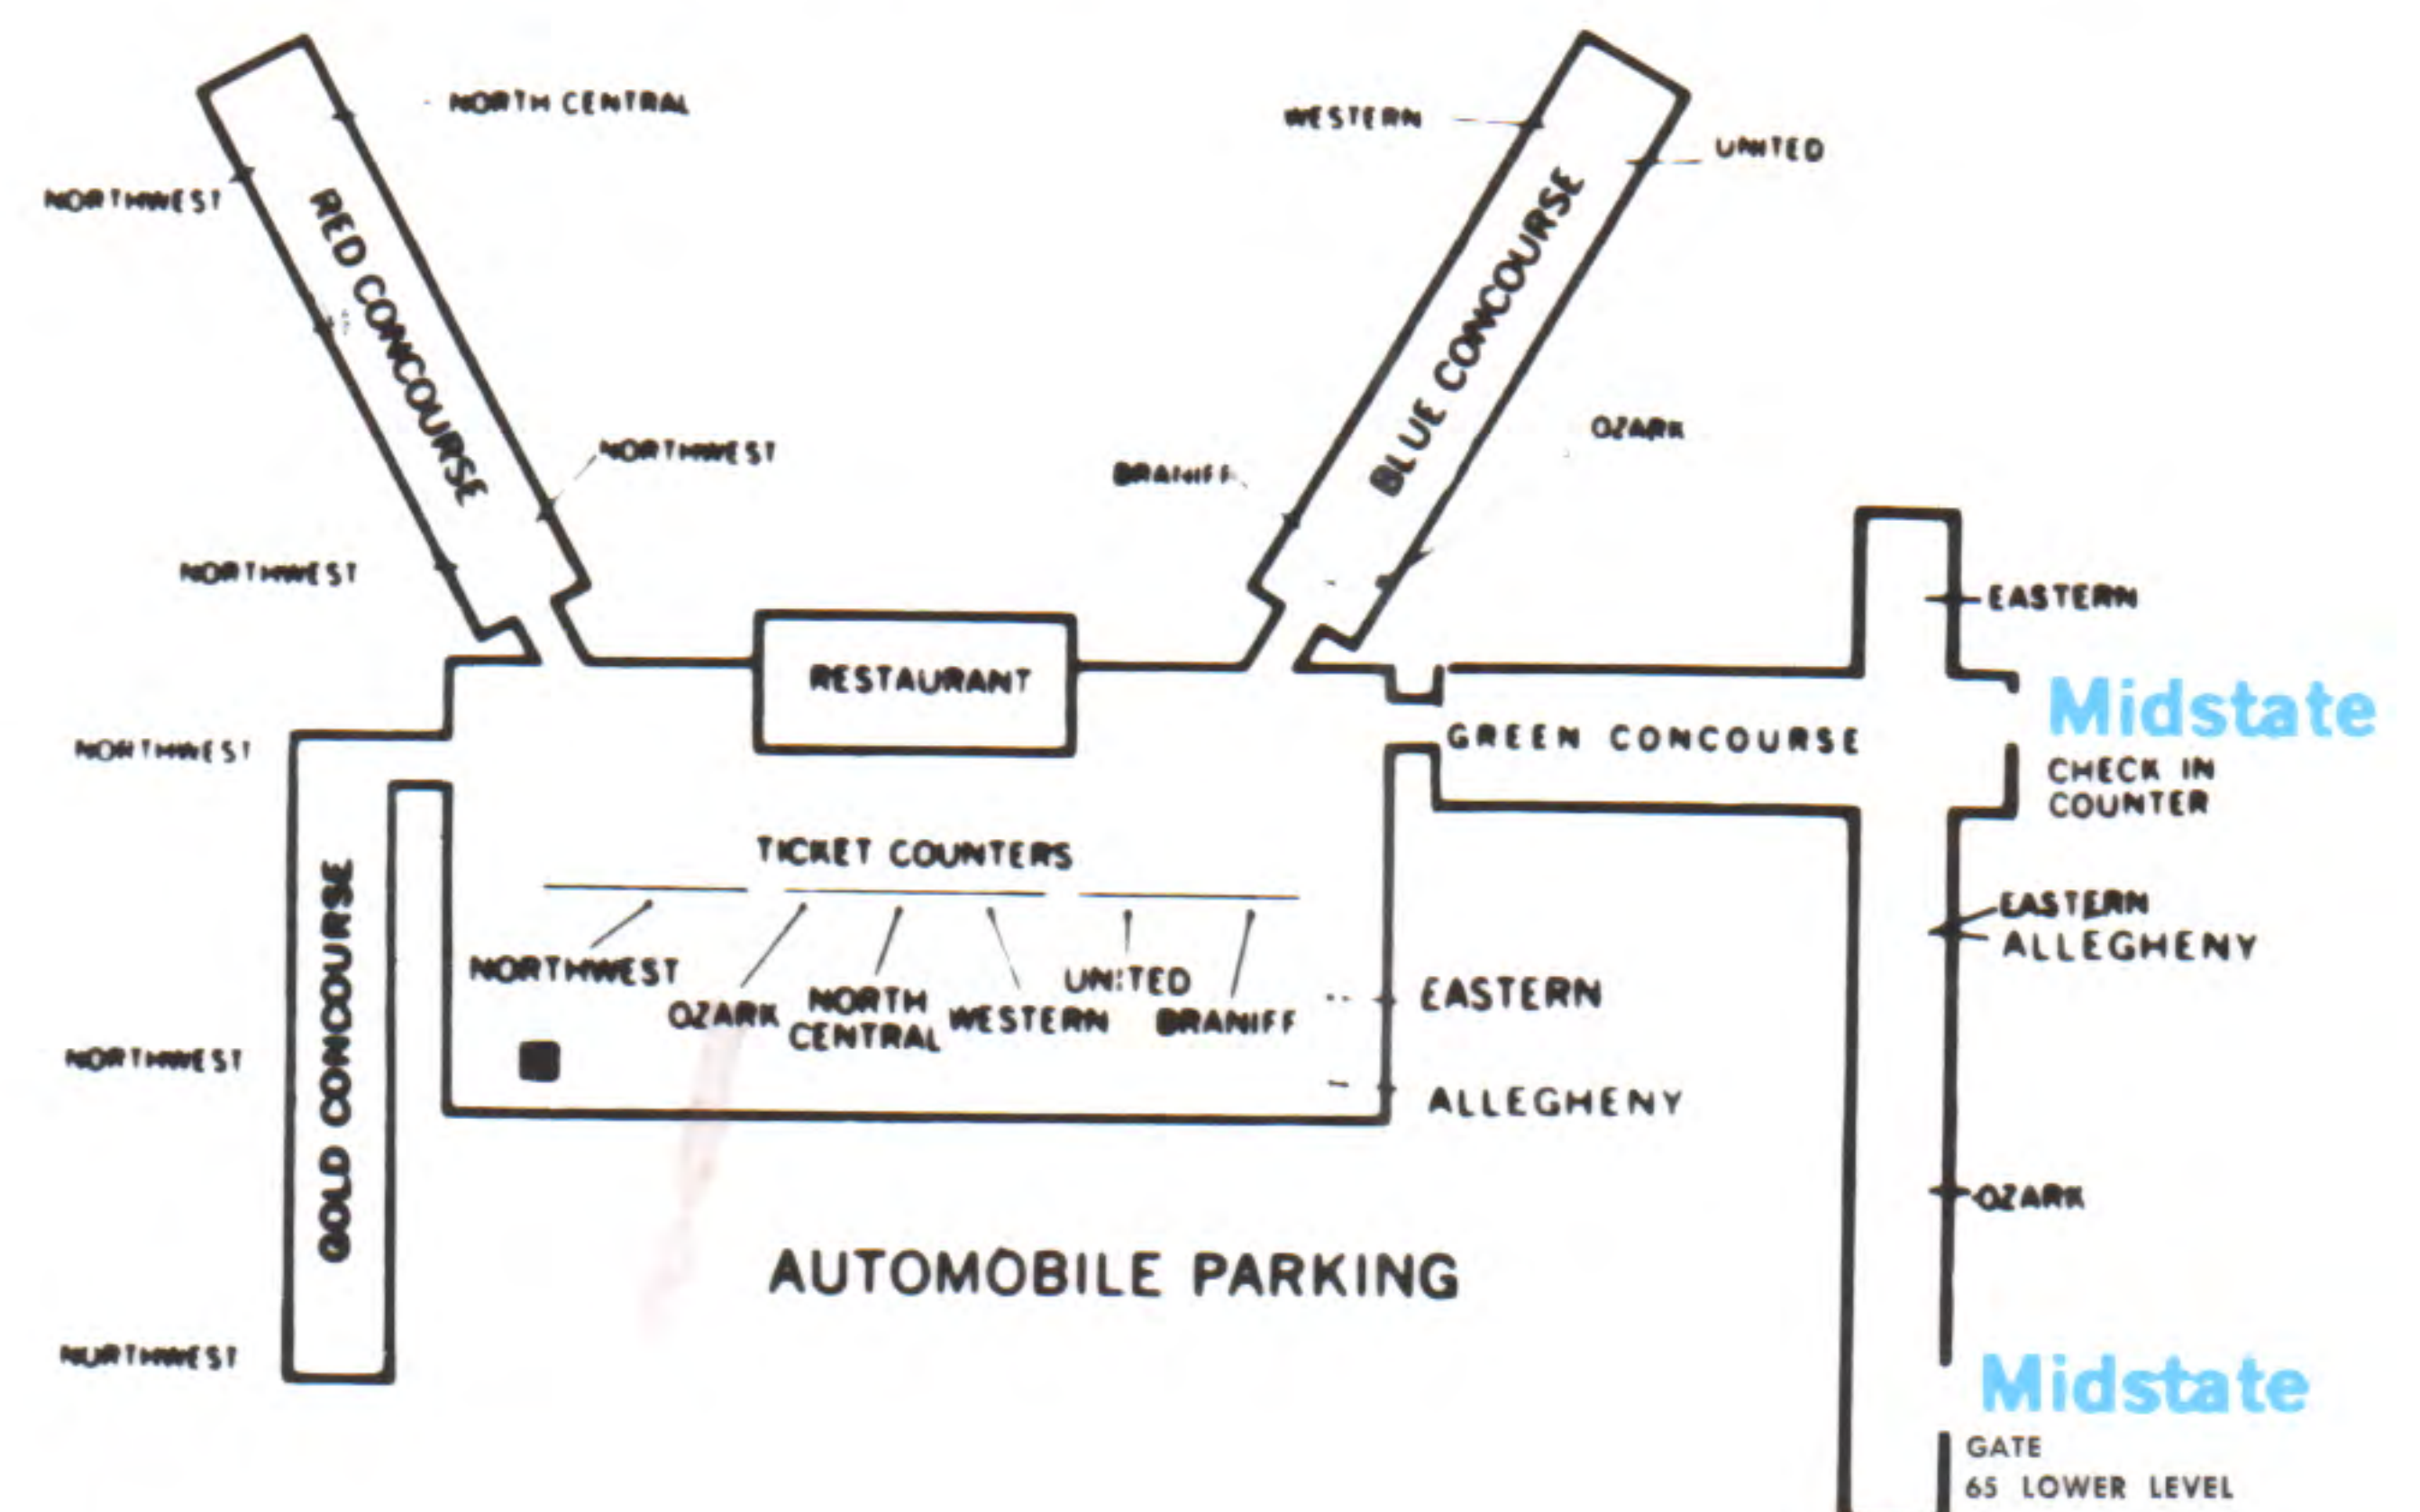 NORTH CENTRAL
NORTHWEST
RED CONCOURSE
NORTHWEST
NORTHWEST
WESTERN
UNITED
BLUE CONCOURSE
BRANIFF
OZARK
RESTAURANT
EASTERN
Midstate
CHECK IN
COUNTER
GREEN CONCOURSE
NORTHWEST
GOLD CONCOURSE
NORTHWEST
NORTHWEST
TICKET COUNTERS
NORTHWEST
OZARK
NORTH
CENTRAL
WESTERN
UNITED
BRANIFF
EASTERN
ALLEGHENY
EASTERN
ALLEGHENY
OZARK
AUTOMOBILE PARKING
Midstate
GATE
65 LOWER LEVEL